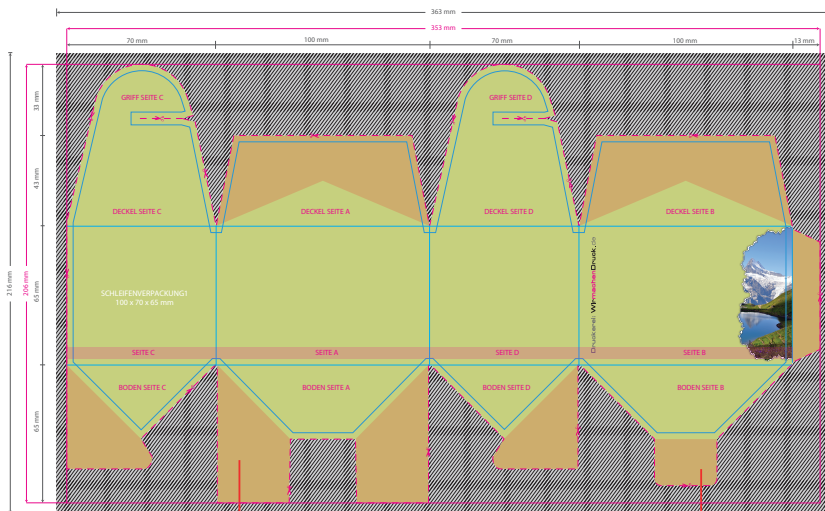 363 mm
353 mm
70 mm
100 mm
70 mm
100 mm
13 mm
33 mm
43 mm
65 mm
65 mm
206 mm
216 mm
GRIFF SEITE C
GRIFF SEITE D
DECKEL SEITE C
DECKEL SEITE A
DECKEL SEITE D
DECKEL SEITE B
SCHLEIFENVERPACKUNG1
100 x 70 x 65 mm
Druckerei WIRmachenDruck.de
SEITE C
SEITE A
SEITE D
SEITE B
BODEN SEITE C
BODEN SEITE A
BODEN SEITE D
BODEN SEITE B